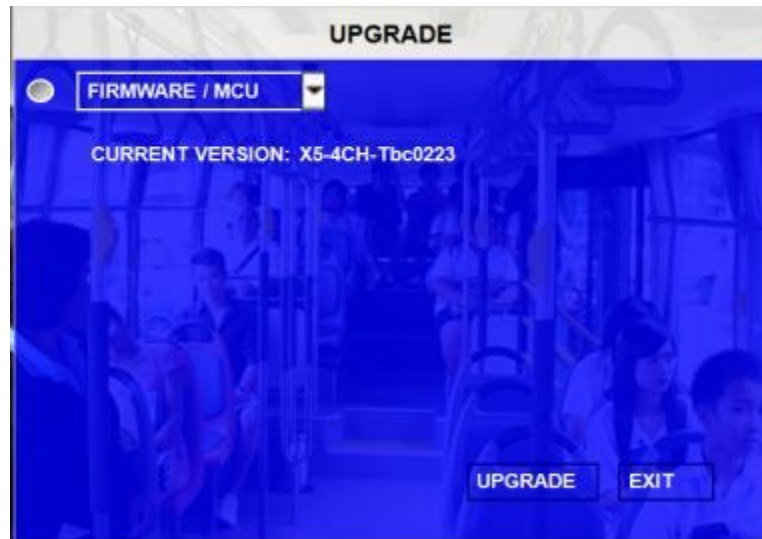 UPGRADE
FIRMWARE / MCU
CURRENT VERSION: X5-4CH-Tbc0223
UPGRADE EXIT